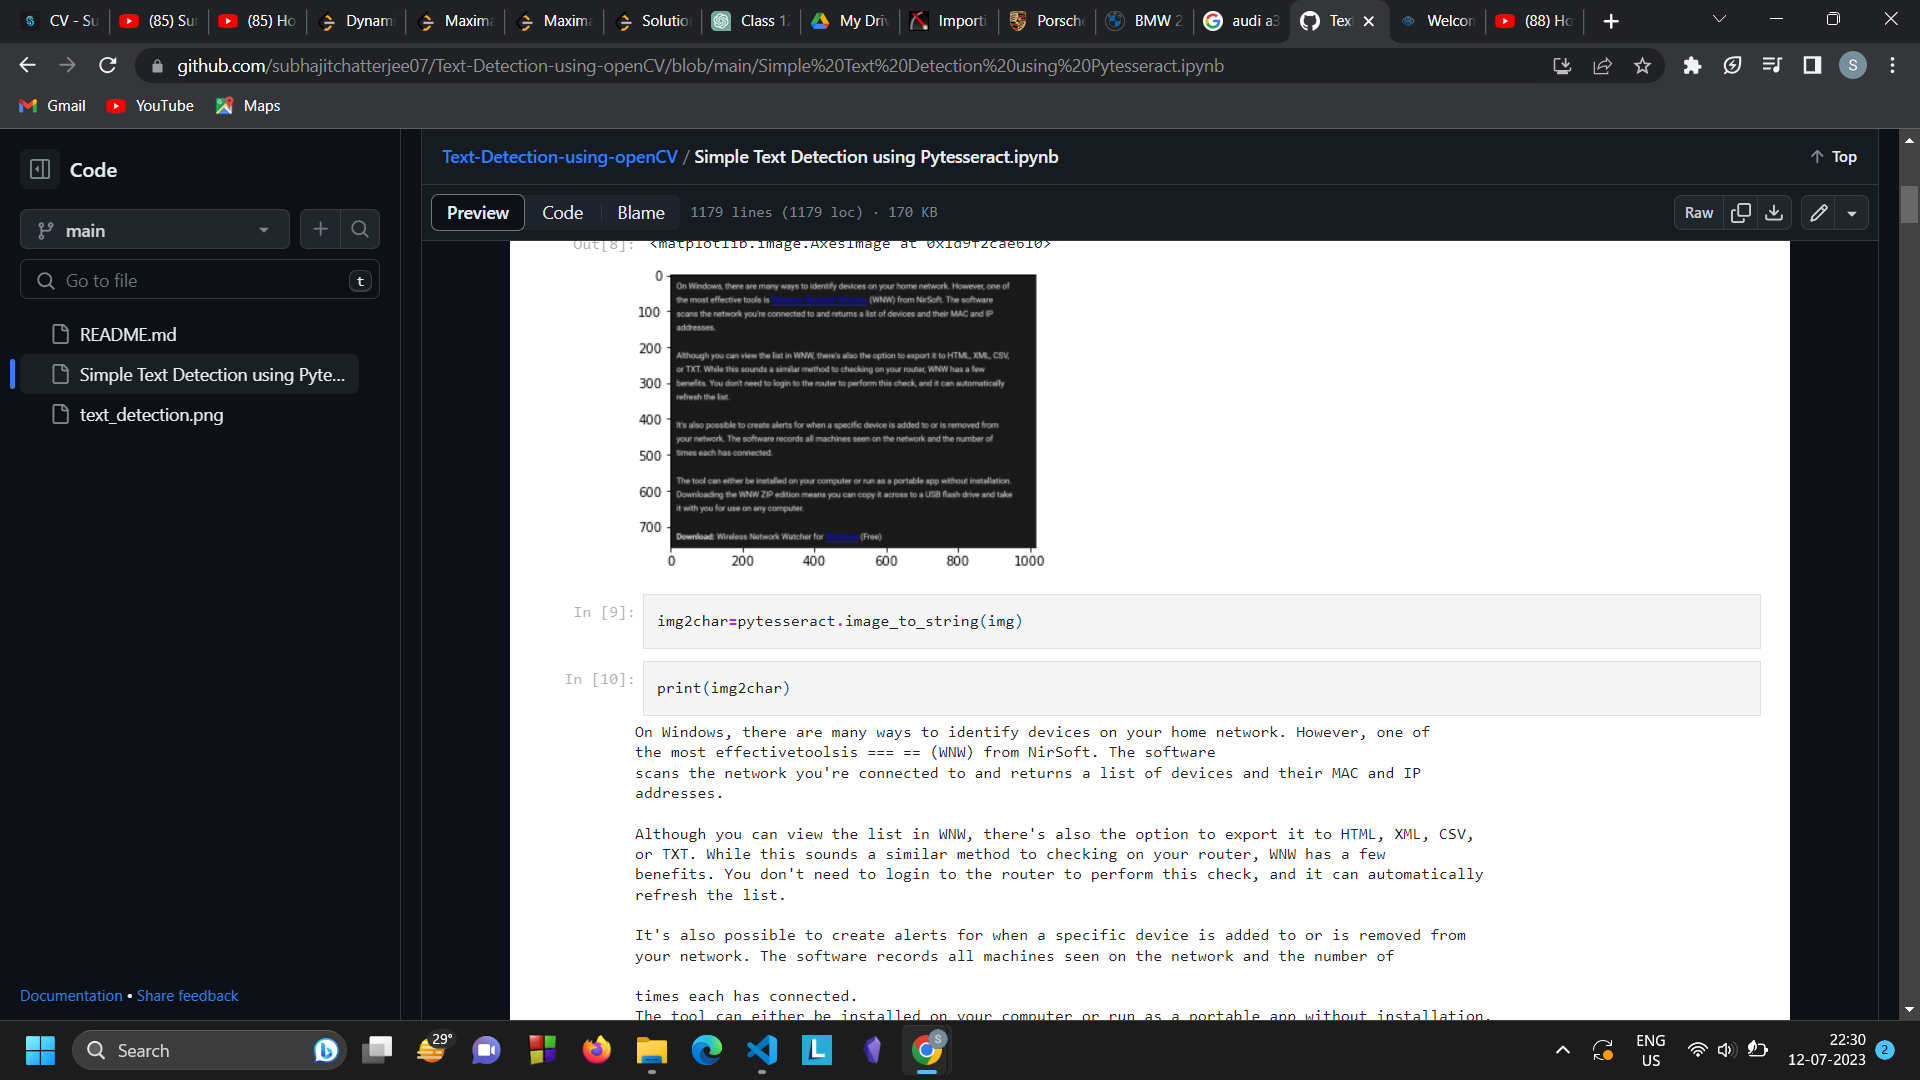 CV - Su
(85) Su
(85) Ho
Dynami
Maxima
Maxima
Solutio
Class 12
My Driv
Importi
Porsche
BMW 2
audi a3
Tex
Welcom
(88) Ho
github.com/subhajitchatterjee07/Text-Detection-using-openCV/blob/main/Simple%20Text%20Detection%20using%20Pytesseract.ipynb
S
Gmail
YouTube
Maps
Code
main
Go to file
t
README.md
Simple Text Detection using Pyte...
text_detection.png
Documentation • Share feedback
Text-Detection-using-openCV / Simple Text Detection using Pytesseract.ipynb
Top
Preview
Code
Blame
1179 lines (1179 loc) · 170 KB
Raw
Out[8]: <matplotlib.image.AxesImage at 0x1d9f2cae610>
0
100
200
300
400
500
600
700
On Windows, there are many ways to identify devices on your home network. However, one of
the most effective tools is Wireless Network Watcher (WNW) from NirSoft. The software
scans the network you're connected to and returns a list of devices and their MAC and IP
addresses.
Although you can view the list in WNW, there's also the option to export it to HTML, XML, CSV,
or TXT. While this sounds a similar method to checking on your router, WNW has a few
benefits. You don't need to login to the router to perform this check, and it can automatically
refresh the list.
It's also possible to create alerts for when a specific device is added to or is removed from
your network. The software records all machines seen on the network and the number of
times each has connected.
The tool can either be installed on your computer or run as a portable app without installation.
Downloading the WNW ZIP edition means you can copy it across to a USB flash drive and take
it with you for use on any computer.
Download: Wireless Network Watcher for (Free)
0 200 400 600 800 1000
In [9]: img2char=pytesseract.image_to_string(img)
In [10]: print(img2char)
On Windows, there are many ways to identify devices on your home network. However, one of
the most effectivetoolsis === == (WNW) from NirSoft. The software
scans the network you're connected to and returns a list of devices and their MAC and IP
addresses.
Although you can view the list in WNW, there's also the option to export it to HTML, XML, CSV,
or TXT. While this sounds a similar method to checking on your router, WNW has a few
benefits. You don't need to login to the router to perform this check, and it can automatically
refresh the list.
It's also possible to create alerts for when a specific device is added to or is removed from
your network. The software records all machines seen on the network and the number of
times each has connected.
The tool can either be installed on your computer or run as a portable app without installation.
Search
29°
L
S
ENG
US
22:30
12-07-2023
2